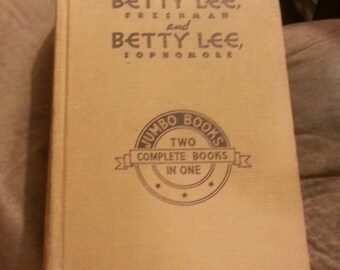 BETTY LEE,
FRESHMAN
and
BETTY LEE,
SOPHOMORE
JUMBO BOOKS
TWO
COMPLETE BOOKS
IN ONE